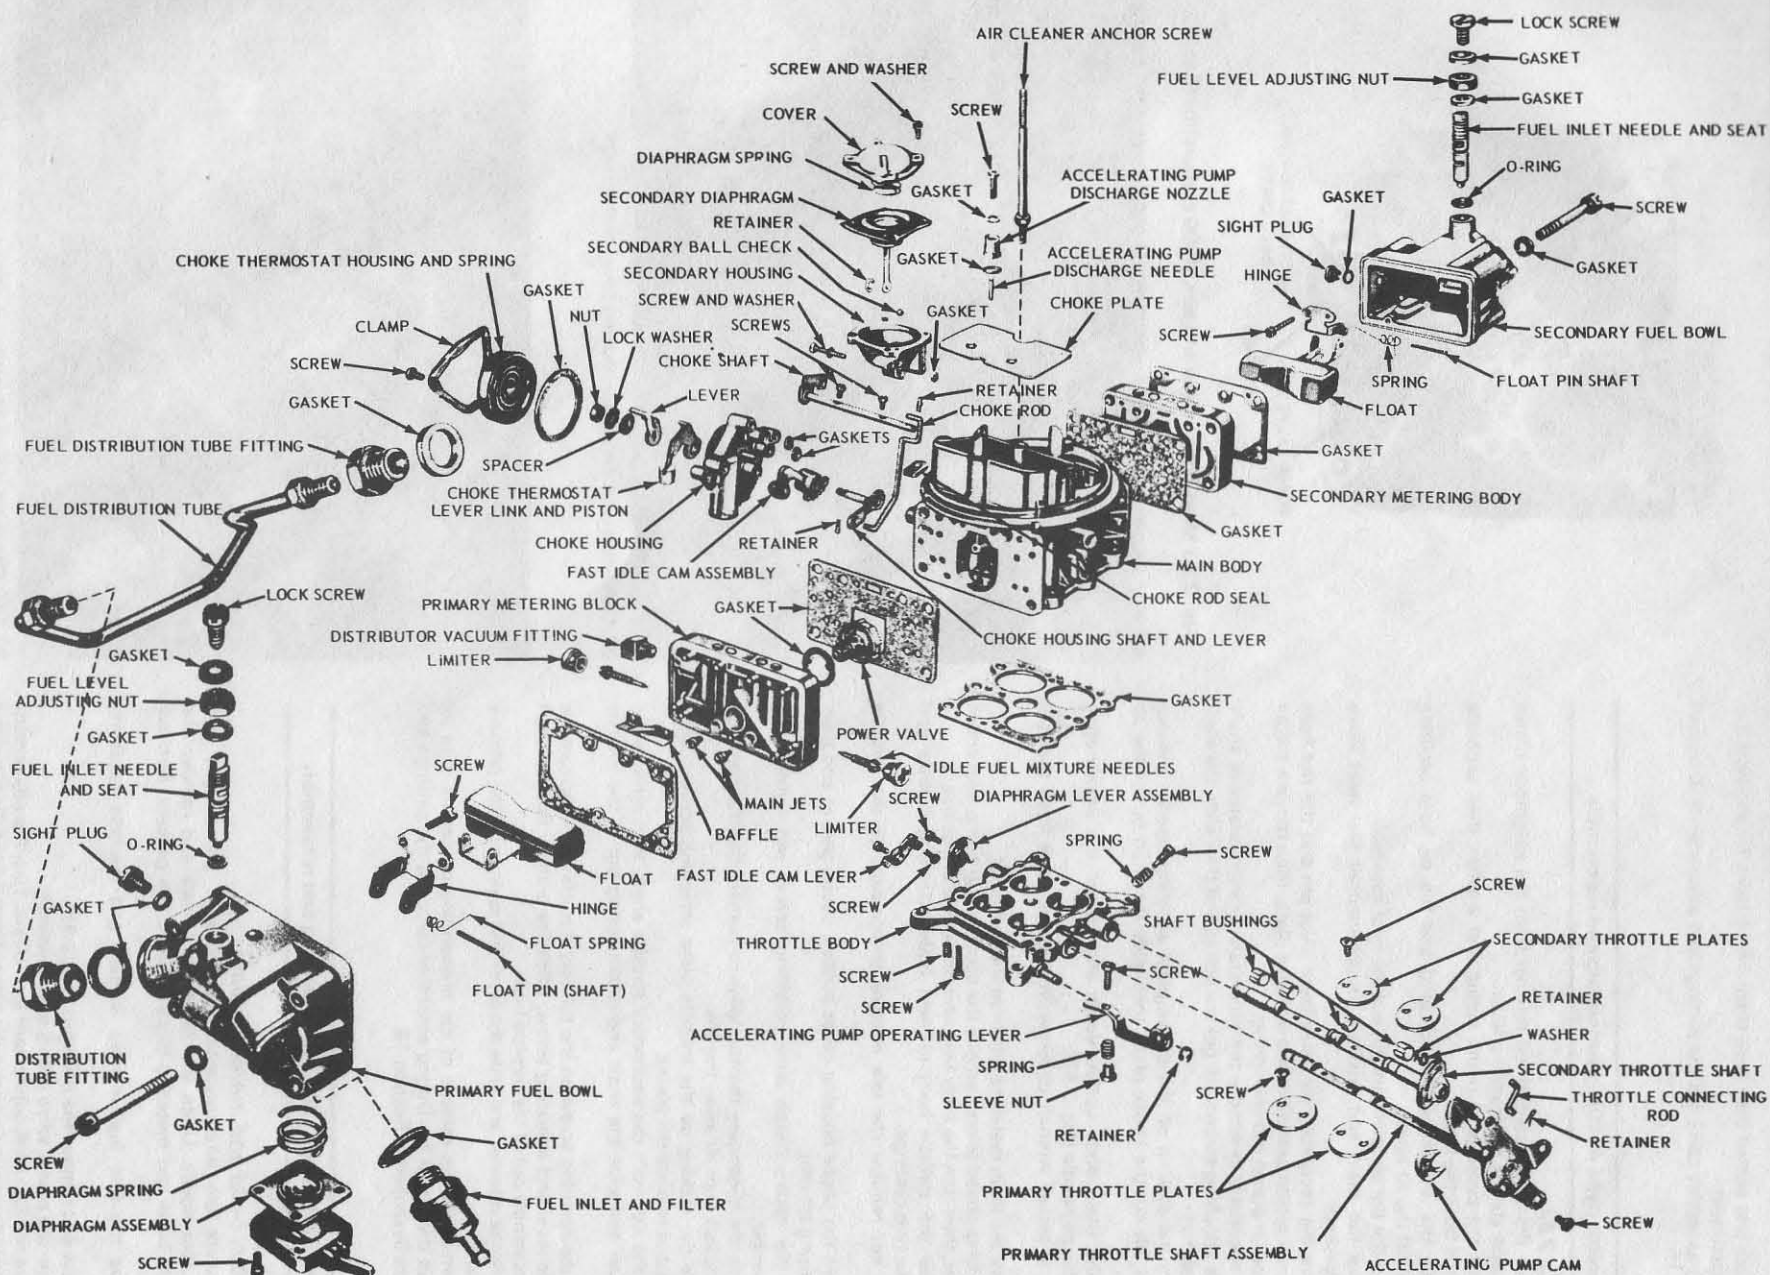 AIR CLEANER ANCHOR SCREW
LOCK SCREW
GASKET
FUEL LEVEL ADJUSTING NUT
GASKET
FUEL INLET NEEDLE AND SEAT
O-RING
SCREW AND WASHER
COVER
SCREW
DIAPHRAGM SPRING
GASKET
ACCELERATING PUMP
DISCHARGE NOZZLE
SECONDARY DIAPHRAGM
RETAINER
SECONDARY BALL CHECK
GASKET
ACCELERATING PUMP
DISCHARGE NEEDLE
GASKET
SIGHT PLUG
SCREW
GASKET
HINGE
CHOKE THERMOSTAT HOUSING AND SPRING
SECONDARY HOUSING
GASKET
SCREW AND WASHER
GASKET
CHOKE PLATE
NUT
SCREWS
CLAMP
LOCK WASHER
CHOKE SHAFT
SCREW
SECONDARY FUEL BOWL
SCREW
RETAINER
SPRING
FLOAT PIN SHAFT
LEVER
CHOKE ROD
FLOAT
GASKET
FUEL DISTRIBUTION TUBE FITTING
GASKETS
GASKET
SPACER
CHOKE THERMOSTAT
LEVER LINK AND PISTON
SECONDARY METERING BODY
FUEL DISTRIBUTION TUBE
GASKET
CHOKE HOUSING
RETAINER
MAIN BODY
FAST IDLE CAM ASSEMBLY
LOCK SCREW
PRIMARY METERING BLOCK
GASKET
CHOKE ROD SEAL
DISTRIBUTOR VACUUM FITTING
CHOKE HOUSING SHAFT AND LEVER
GASKET
LIMITER
FUEL LEVEL
ADJUSTING NUT
GASKET
GASKET
POWER VALVE
FUEL INLET NEEDLE
AND SEAT
SCREW
IDLE FUEL MIXTURE NEEDLES
MAIN JETS
SCREW
DIAPHRAGM LEVER ASSEMBLY
BAFFLE
LIMITER
SIGHT PLUG
O-RING
SPRING
SCREW
FLOAT
FAST IDLE CAM LEVER
SCREW
GASKET
HINGE
SCREW
SHAFT BUSHINGS
FLOAT SPRING
THROTTLE BODY
SECONDARY THROTTLE PLATES
FLOAT PIN (SHAFT)
SCREW
SCREW
SCREW
RETAINER
ACCELERATING PUMP OPERATING LEVER
WASHER
DISTRIBUTION
TUBE FITTING
SPRING
SECONDARY THROTTLE SHAFT
PRIMARY FUEL BOWL
SCREW
THROTTLE CONNECTING
ROD
SLEEVE NUT
GASKET
RETAINER
RETAINER
GASKET
SCREW
DIAPHRAGM SPRING
PRIMARY THROTTLE PLATES
FUEL INLET AND FILTER
DIAPHRAGM ASSEMBLY
SCREW
PRIMARY THROTTLE SHAFT ASSEMBLY
SCREW
ACCELERATING PUMP CAM